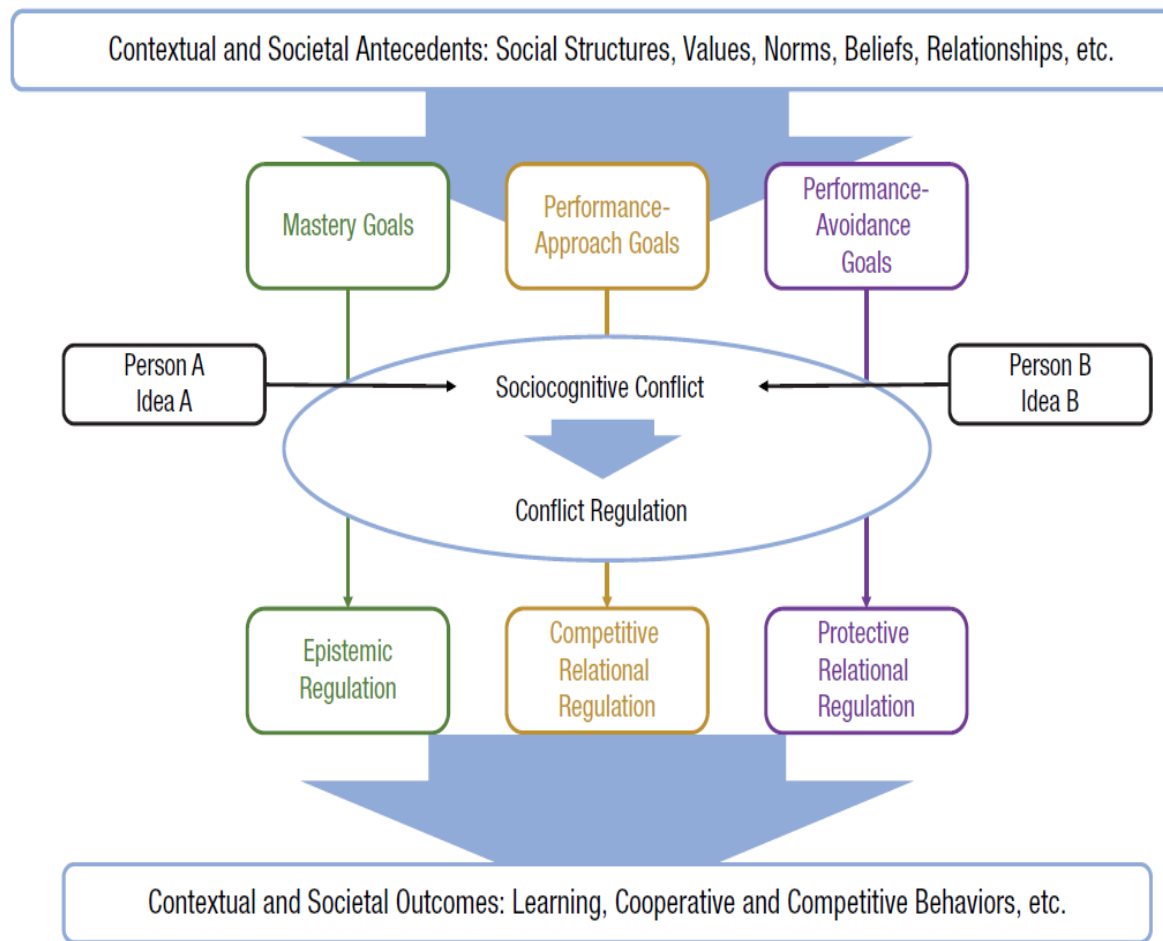 Contextual and Societal Antecedents: Social Structures, Values, Norms, Beliefs, Relationships, etc.
Mastery Goals
Performance-
Approach Goals
Performance-
Avoidance
Goals
Person A
Idea A
Sociocognitive Conflict
Person B
Idea B
Conflict Regulation
Epistemic
Regulation
Competitive
Relational
Regulation
Protective
Relational
Regulation
Contextual and Societal Outcomes: Learning, Cooperative and Competitive Behaviors, etc.